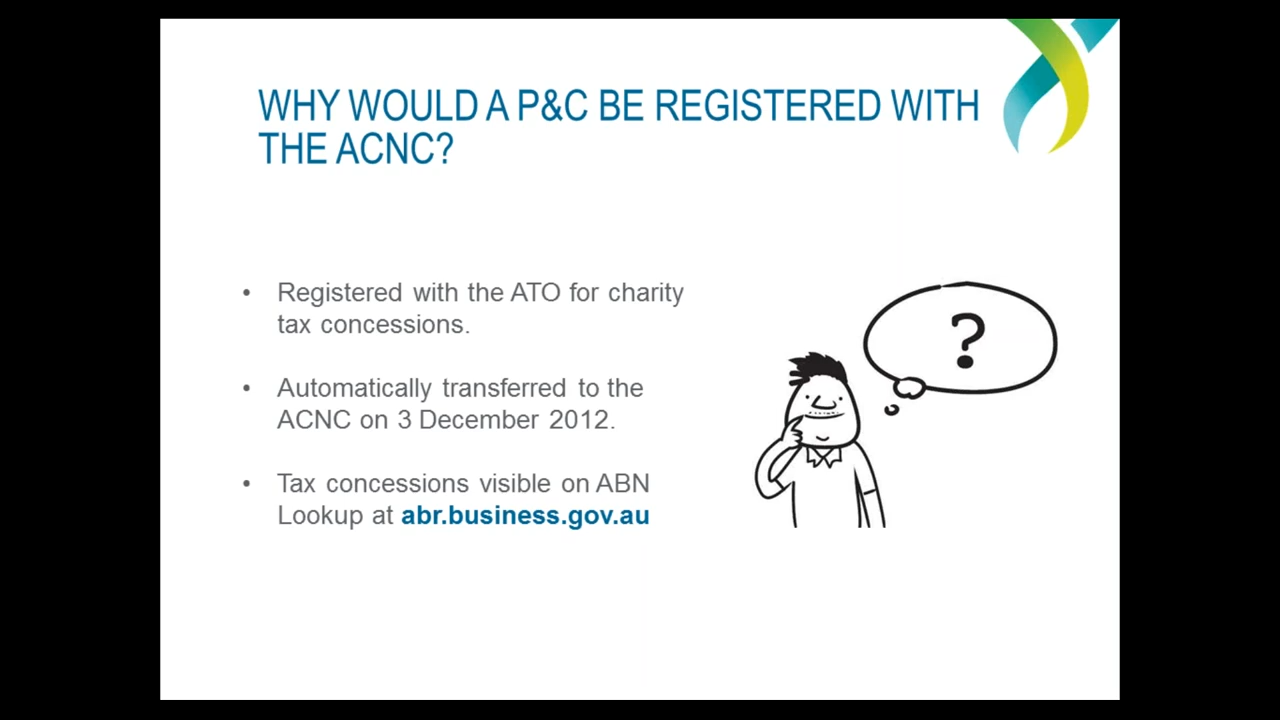 WHY WOULD A P&C BE REGISTERED WITH
THE ACNC?
• Registered with the ATO for charity
tax concessions.
• Automatically transferred to the
ACNC on 3 December 2012.
• Tax concessions visible on ABN
Lookup at abr.business.gov.au
?